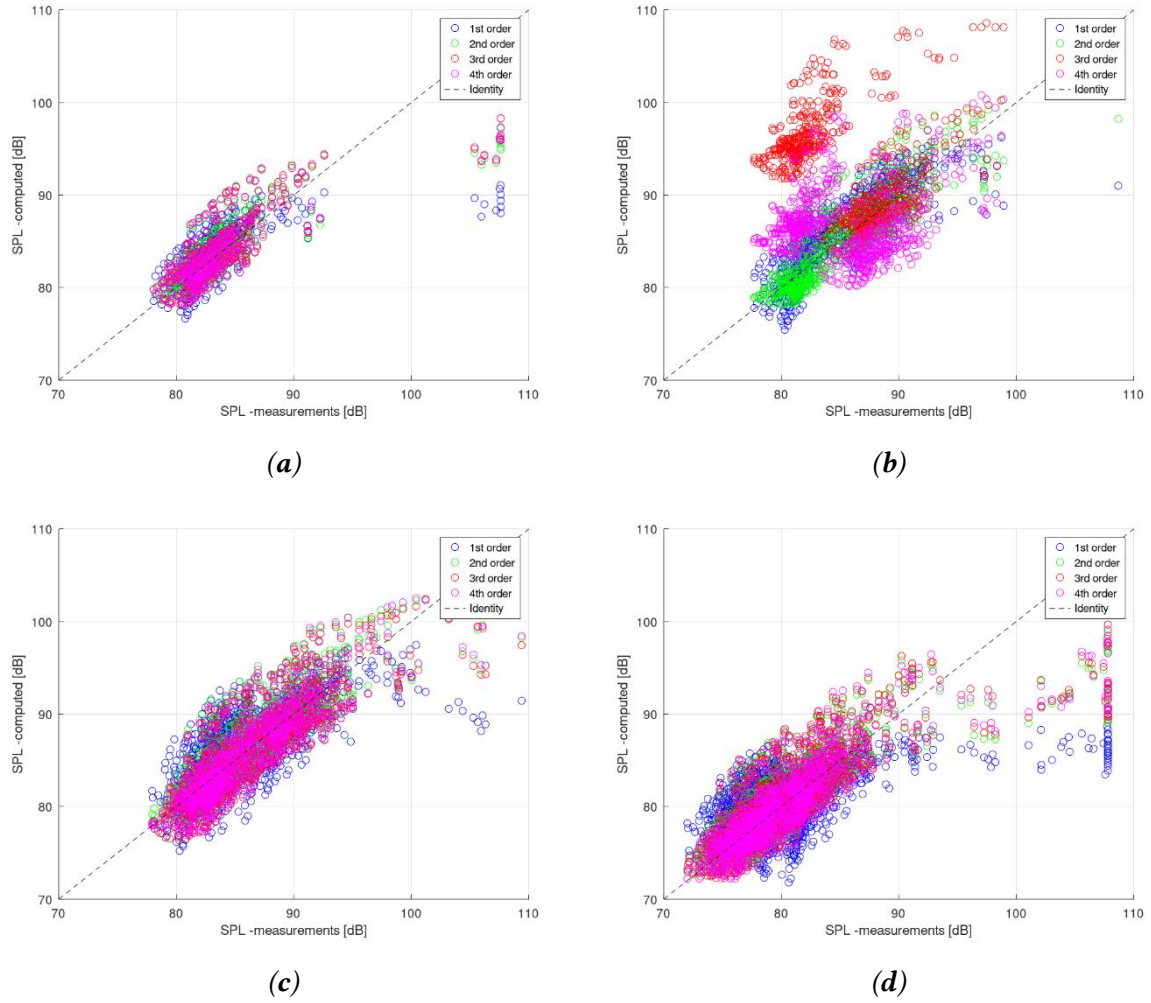 110
100
90
80
70
SPL -computed [dB]
70 80 90 100 110
SPL -measurements [dB]
1st order
2nd order
3rd order
4th order
Identity
(a)
110
100
90
80
70
SPL -computed [dB]
70 80 90 100 110
SPL -measurements [dB]
1st order
2nd order
3rd order
4th order
Identity
(b)
110
100
90
80
70
SPL -computed [dB]
70 80 90 100 110
SPL -measurements [dB]
1st order
2nd order
3rd order
4th order
Identity
(c)
110
100
90
80
70
SPL -computed [dB]
70 80 90 100 110
SPL -measurements [dB]
1st order
2nd order
3rd order
4th order
Identity
(d)